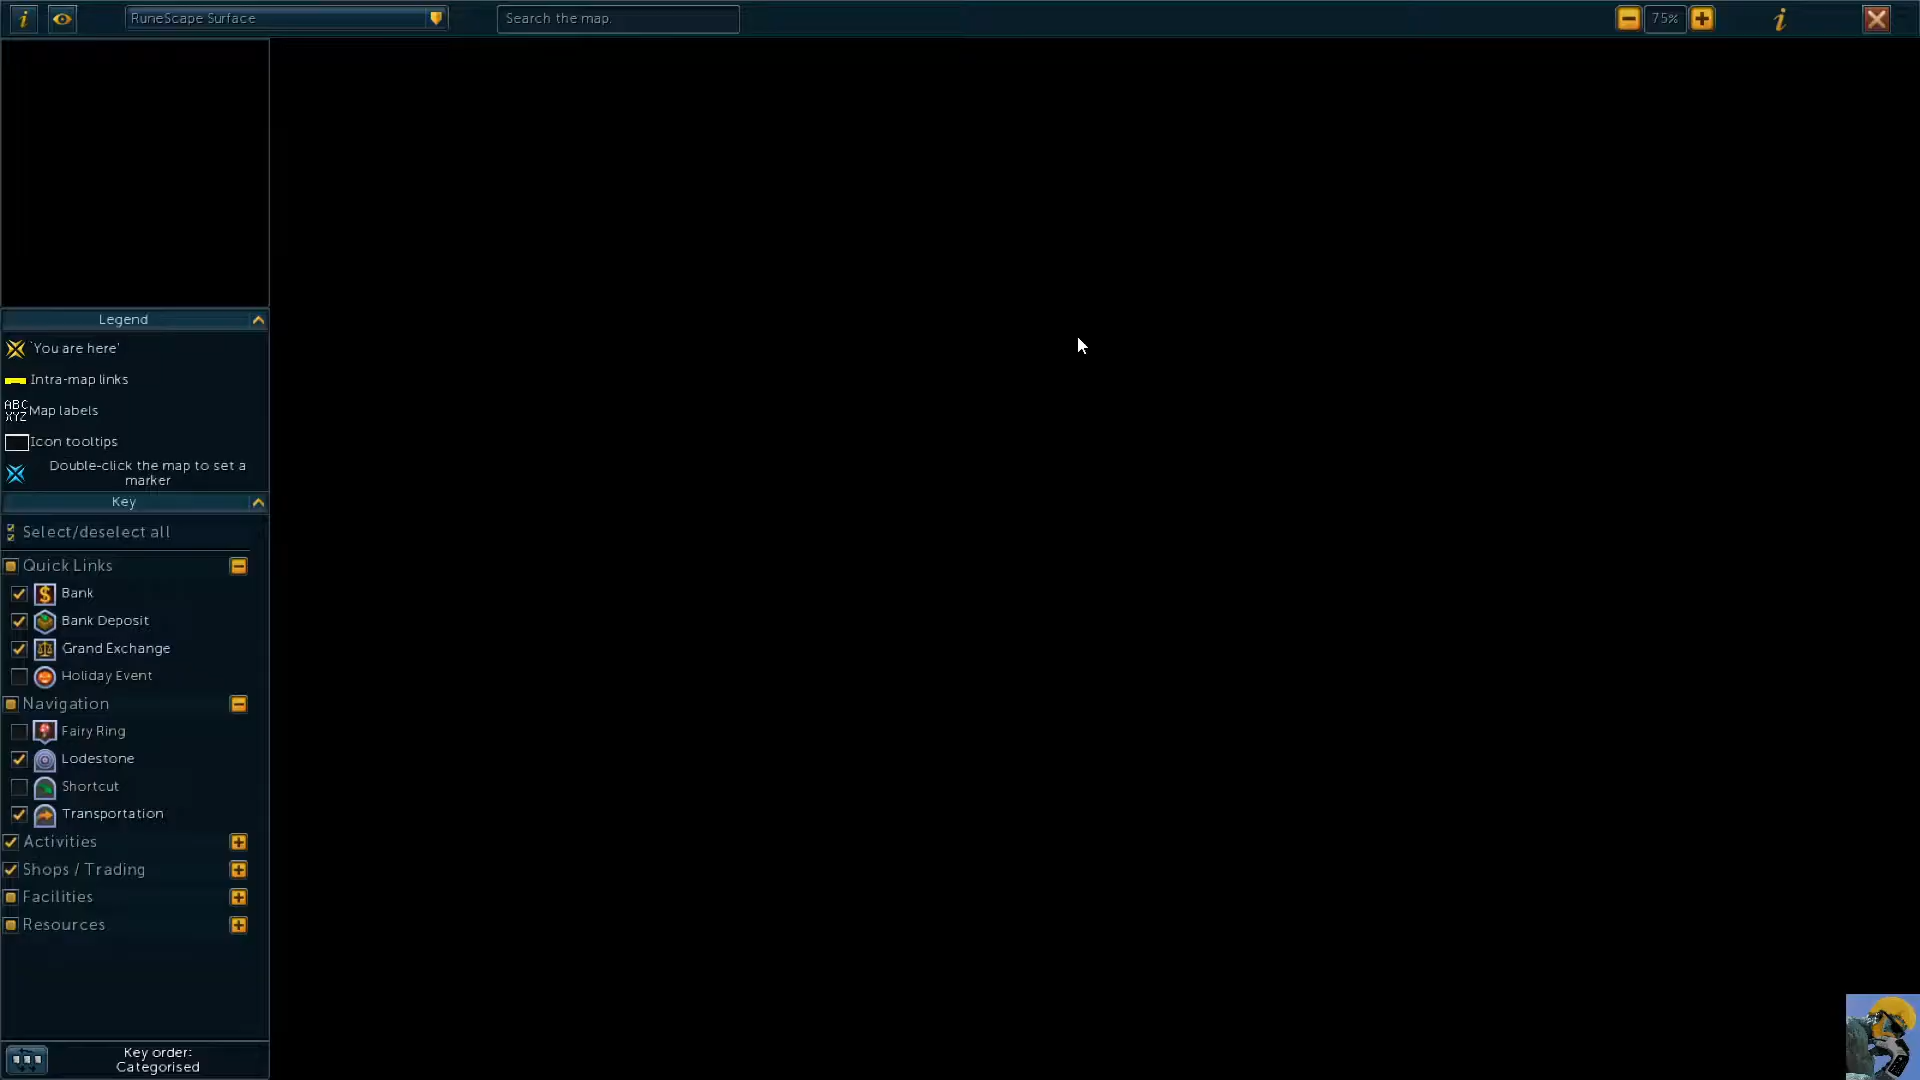 RuneScape Surface
Search the map.
75%
Legend
'You are here'
Intra-map links
ABC
XYZ
Map labels
Icon tooltips
Double-click the map to set a
marker
Key
Select/deselect all
Quick Links
Bank
Bank Deposit
Grand Exchange
Holiday Event
Navigation
Fairy Ring
Lodestone
Shortcut
Transportation
Activities
Shops / Trading
Facilities
Resources
Key order:
Categorised